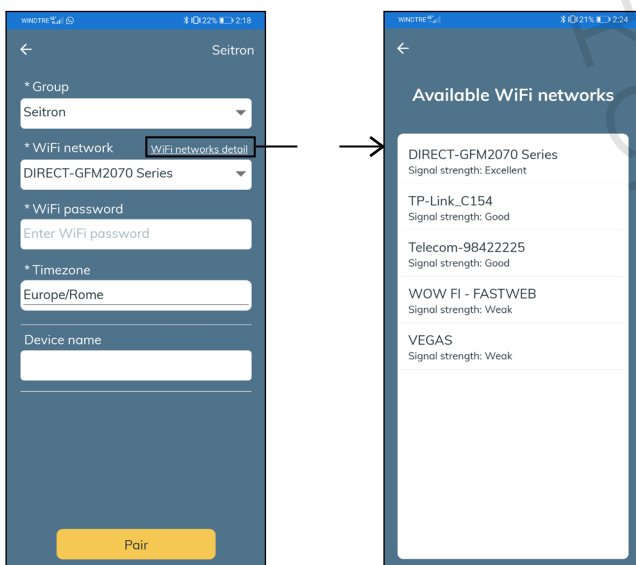 WINDTRE 22% 2:18
Seitron
* Group
Seitron
* WiFi network WiFi networks detail
DIRECT-GFM2070 Series
* WiFi password
Enter WiFi password
* Timezone
Europe/Rome
Device name
Pair
WINDTRE 21% 2:24
Available WiFi networks
DIRECT-GFM2070 Series
Signal strength: Excellent
TP-Link_C154
Signal strength: Good
Telecom-98422225
Signal strength: Good
WOW FI - FASTWEB
Signal strength: Weak
VEGAS
Signal strength: Weak